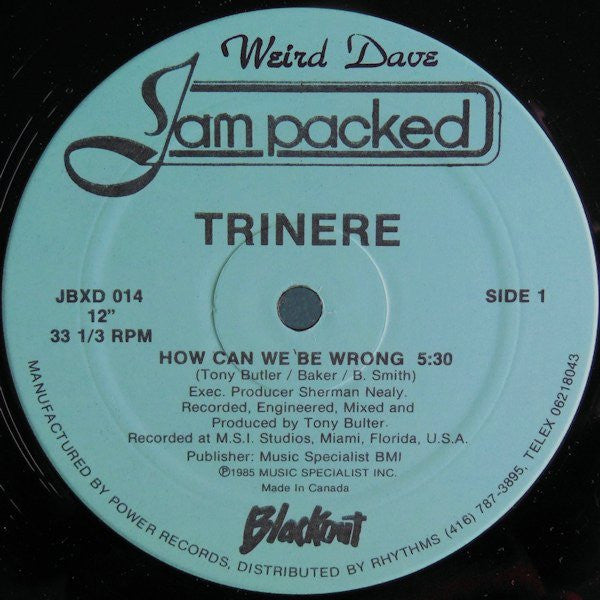 Weird Dave
Jam packed
TRINERE
JBXD 014
12"
33 1/3 RPM
SIDE 1
HOW CAN WE BE WRONG 5:30
(Tony Butler / Baker / B. Smith)
Exec. Producer Sherman Nealy.
Recorded, Engineered, Mixed and
Produced by Tony Bulter.
Recorded at M.S.I. Studios, Miami, Florida, U.S.A.
Publisher: Music Specialist BMI
℗1985 MUSIC SPECIALIST INC.
Made In Canada
Blackout
MANUFACTURED BY POWER RECORDS, DISTRIBUTED BY RHYTHMS (416) 787-3895, TELEX 06218043